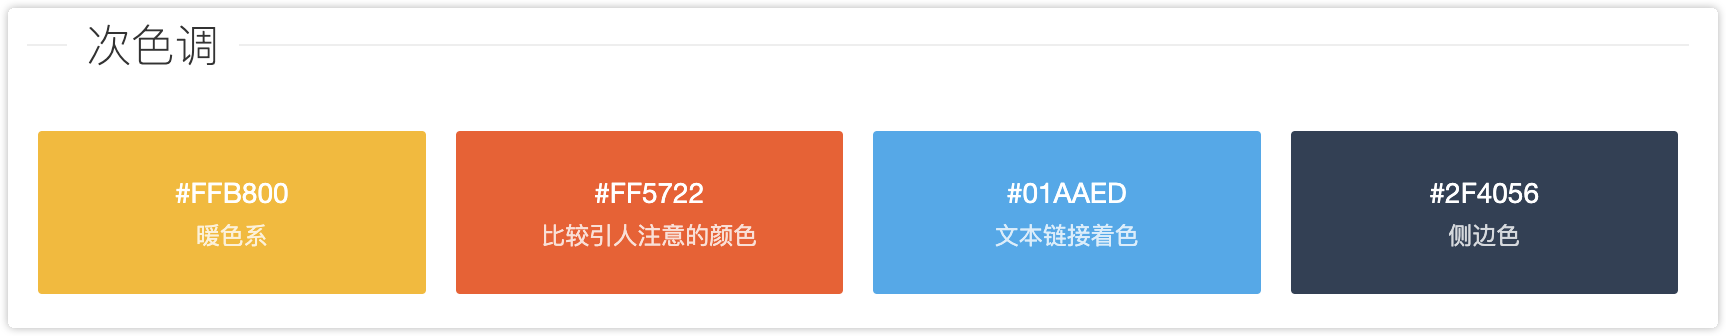 次色调
#FFB800
暖色系
#FF5722
比较引人注意的颜色
#01AAED
文本链接着色
#2F4056
侧边色